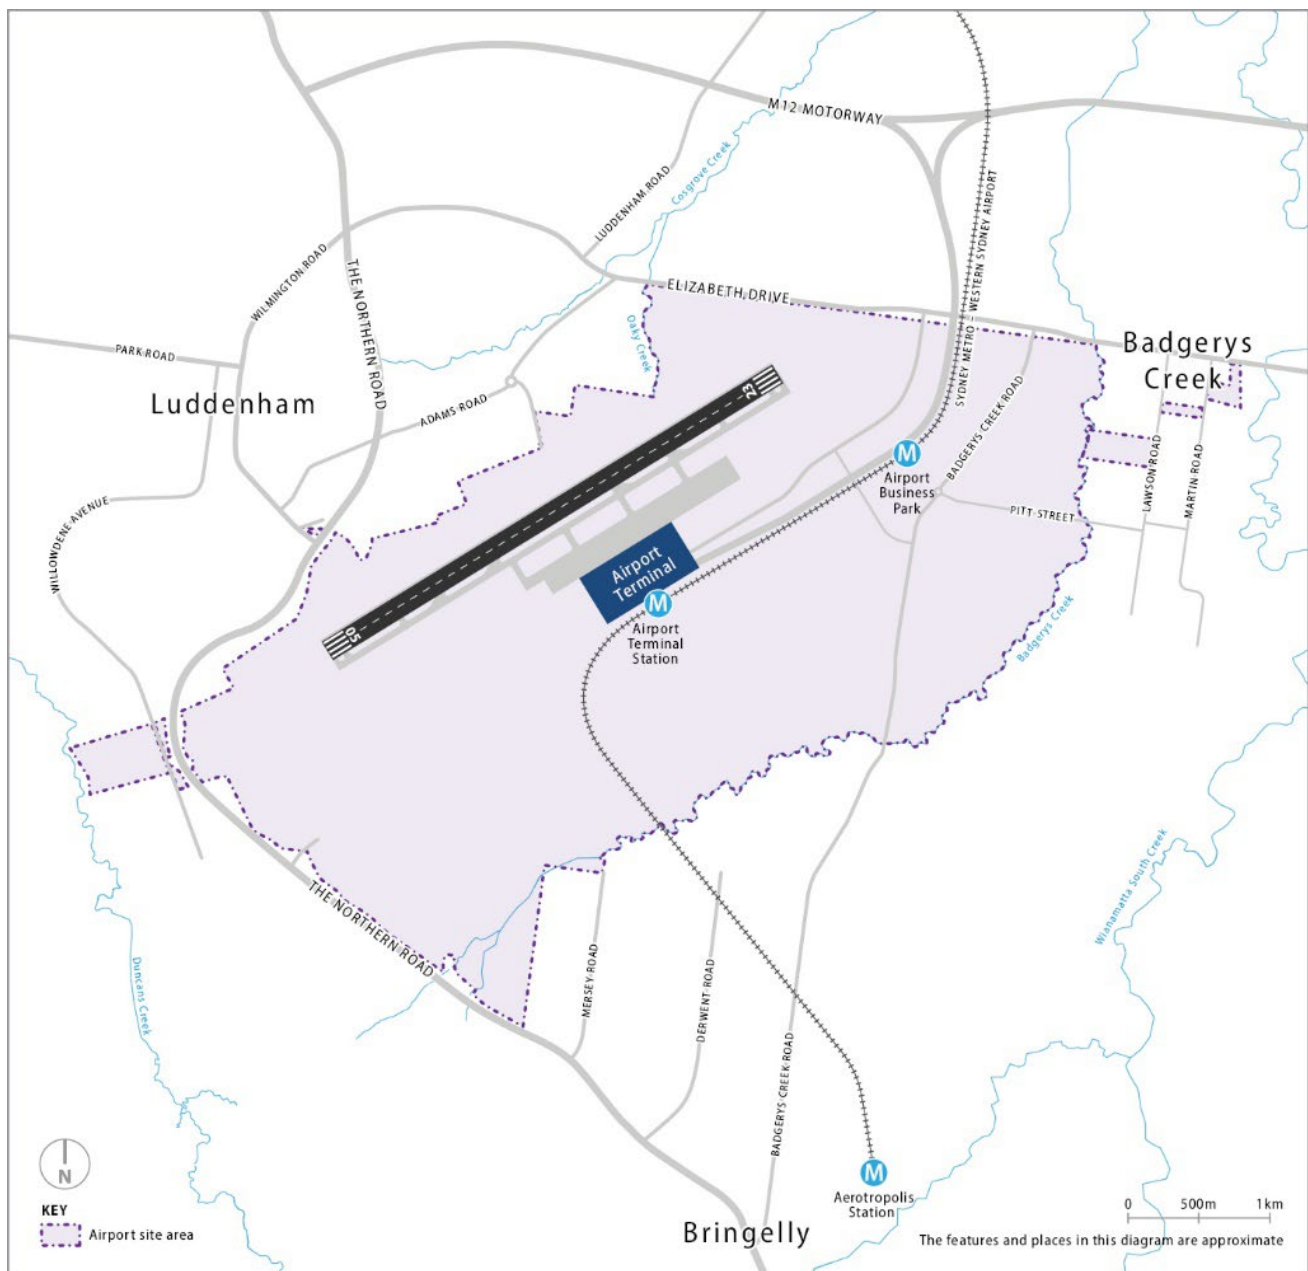 M12 MOTORWAY
Cosgrove Creek
LUDDENHAM ROAD
SYDNEY METRO – WESTERN SYDNEY AIRPORT
WILMINGTON ROAD
THE NORTHERN ROAD
ELIZABETH DRIVE
Oaky Creek
PARK ROAD
Badgerys
Creek
Luddenham
ADAMS ROAD
23
BADGERYS CREEK ROAD
LAWSON ROAD
MARTIN ROAD
M
Airport
Business
Park
PITT STREET
WILLOWDENE AVENUE
Airport
Terminal
M
Airport
Terminal
Station
05
Badgerys Creek
Wianamatta South Creek
THE NORTHERN ROAD
Duncans Creek
MERSEY ROAD
DERWENT ROAD
BADGERYS CREEK ROAD
M
Aerotropolis
Station
Bringelly
N
KEY
Airport site area
0 500m 1km
The features and places in this diagram are approximate